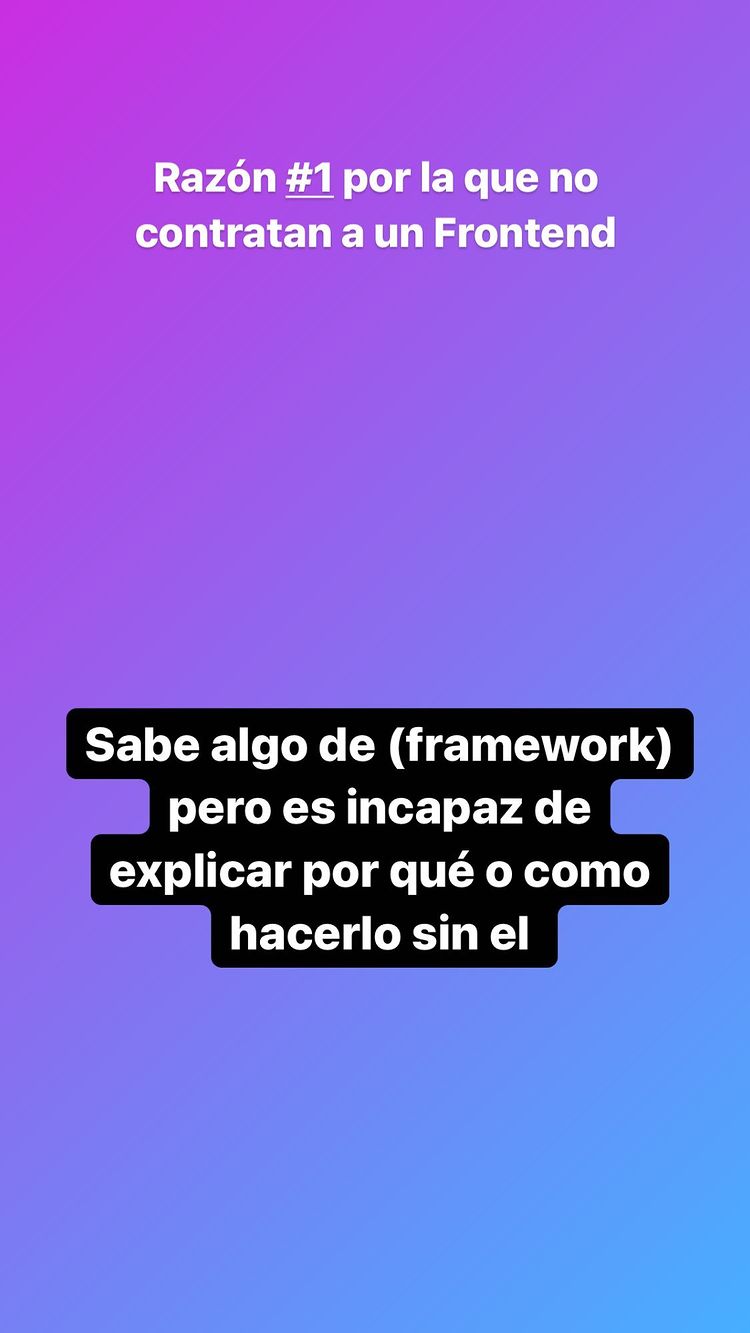 Razón #1 por la que no
contratan a un Frontend
Sabe algo de (framework)
pero es incapaz de
explicar por qué o como
hacerlo sin el